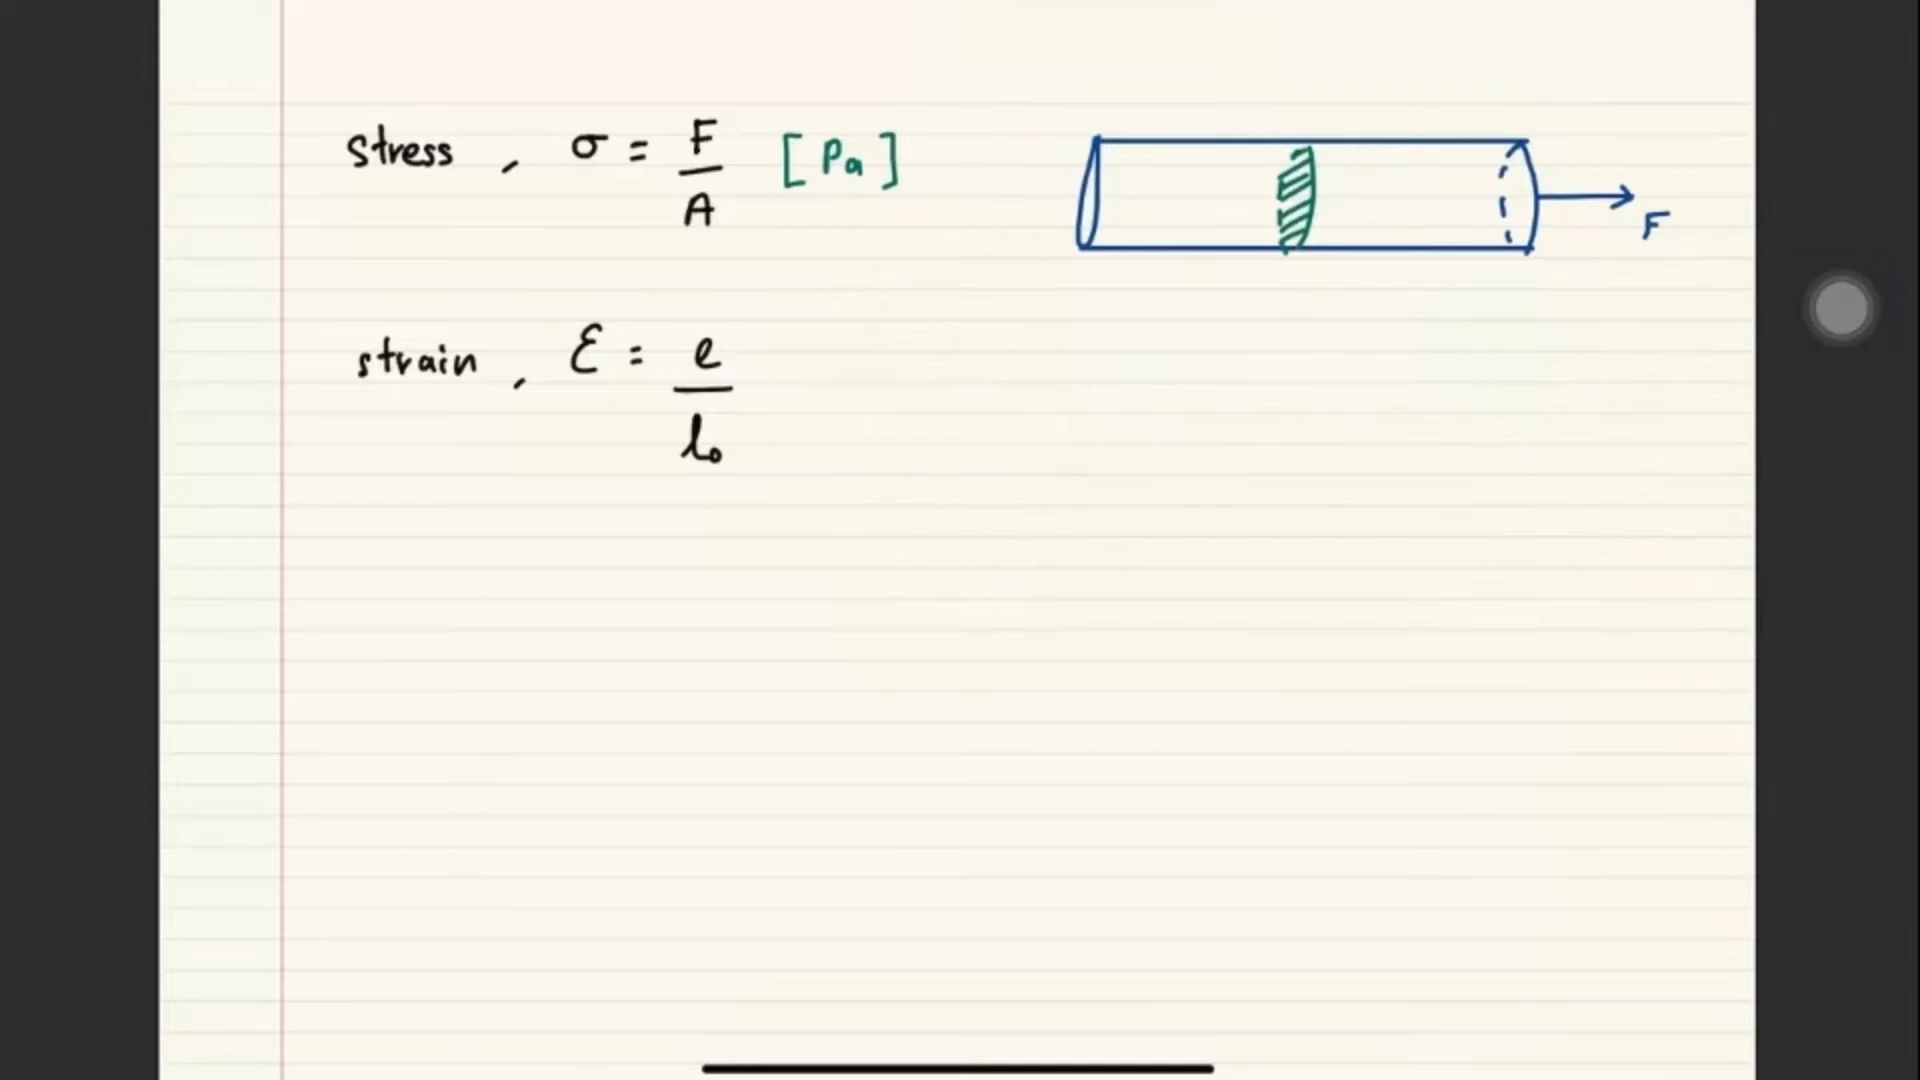 stress , σ = F/A [Pa]
F
strain , ε = e/l₀